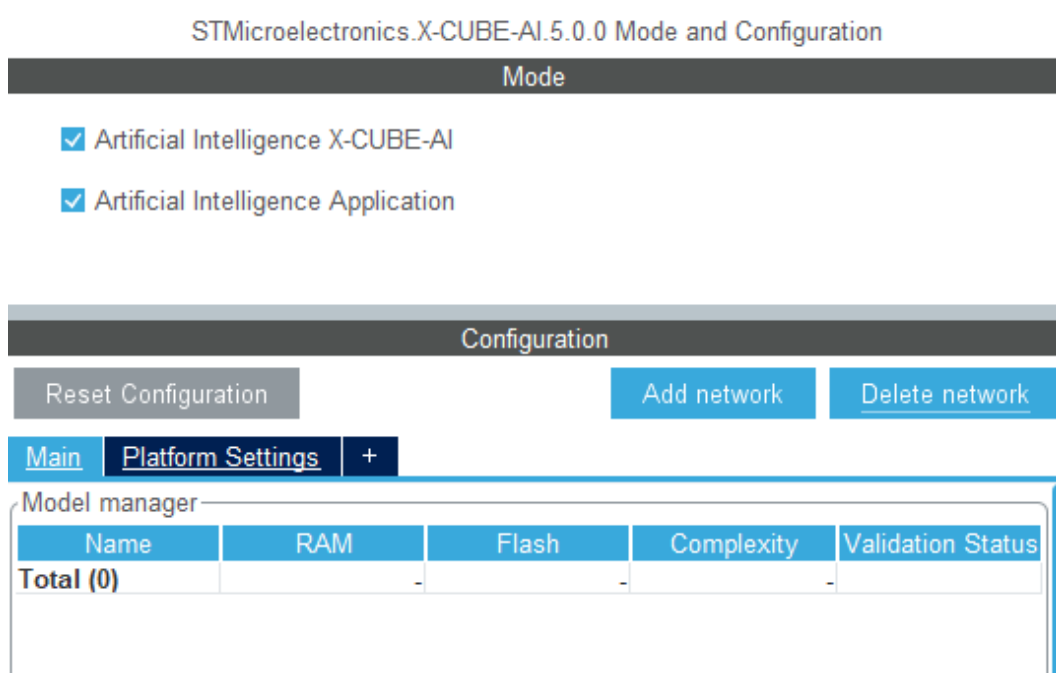 STMicroelectronics.X-CUBE-AI.5.0.0 Mode and Configuration
Mode
Artificial Intelligence X-CUBE-AI
Artificial Intelligence Application
Configuration
Reset Configuration Add network Delete network
Main Platform Settings +
Model manager
Name RAM Flash Complexity Validation Status
Total (0) - - -